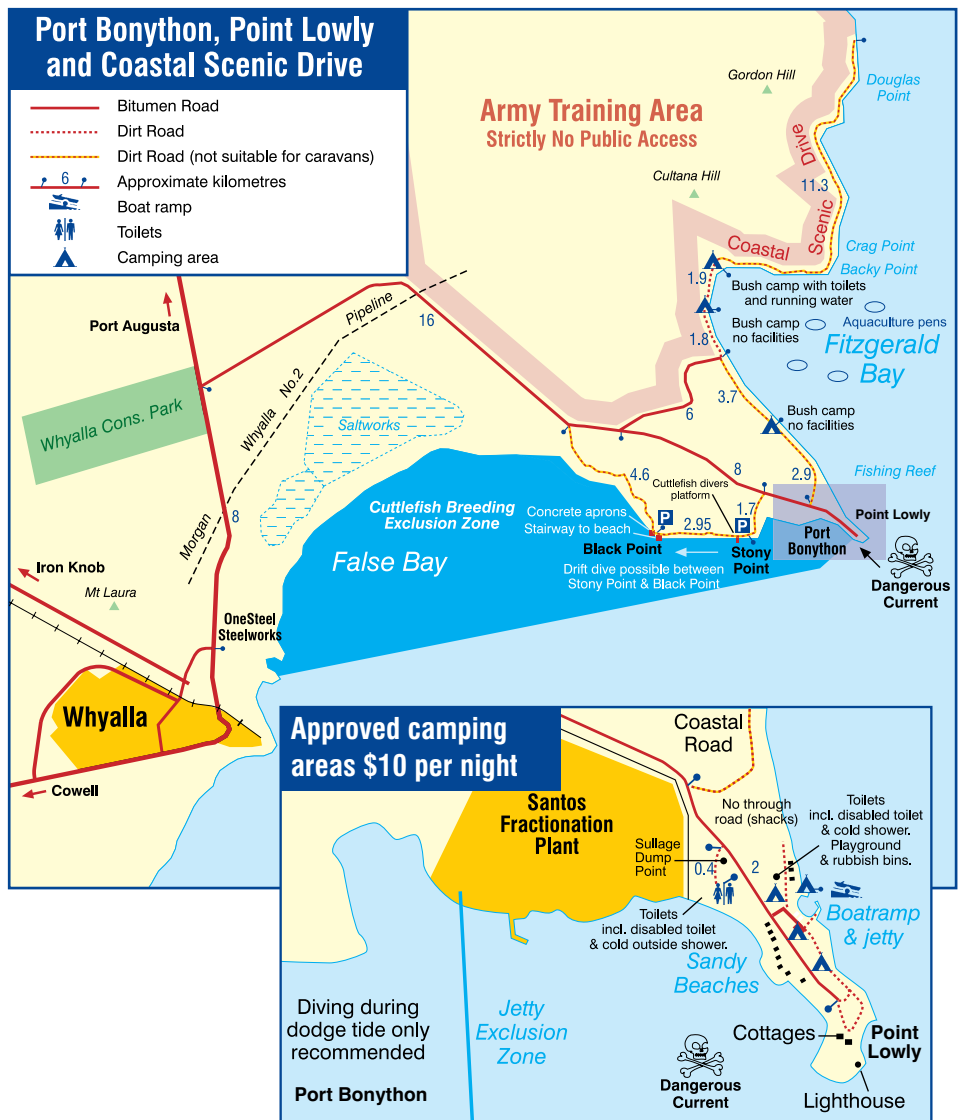 Port Bonython, Point Lowly
and Coastal Scenic Drive
Bitumen Road
Dirt Road
Dirt Road (not suitable for caravans)
6
Approximate kilometres
Boat ramp
Toilets
Camping area
Army Training Area
Strictly No Public Access
Gordon Hill
Douglas
Point
Cultana Hill
Coastal
Scenic
Drive
11.3
Crag Point
Backy Point
1.9
Bush camp with toilets
and running water
Bush camp
no facilities
1.8
Aquaculture pens
Fitzgerald
Bay
3.7
Bush camp
no facilities
6
Port Augusta
Pipeline
No.2
Whyalla
Morgan
16
Whyalla Cons. Park
Saltworks
8
4.6
8
2.9
Fishing Reef
Cuttlefish divers
platform
1.7
Cuttlefish Breeding
Exclusion Zone
Concrete aprons
Stairway to beach
P
2.95
P
Point Lowly
Port
Bonython
Black Point
Stony
Point
False Bay
Drift dive possible between
Stony Point & Black Point
Dangerous
Current
Iron Knob
Mt Laura
OneSteel
Steelworks
Whyalla
Cowell
Approved camping
areas $10 per night
Coastal
Road
Santos
Fractionation
Plant
No through
road (shacks)
Toilets
incl. disabled toilet
& cold shower.
Playground
& rubbish bins.
Sullage
Dump
Point
0.4
2
Toilets
incl. disabled toilet
& cold outside shower.
Boatramp
& jetty
Sandy
Beaches
Diving during
dodge tide only
recommended
Jetty
Exclusion
Zone
Port Bonython
Cottages
Point
Lowly
Dangerous
Current
Lighthouse